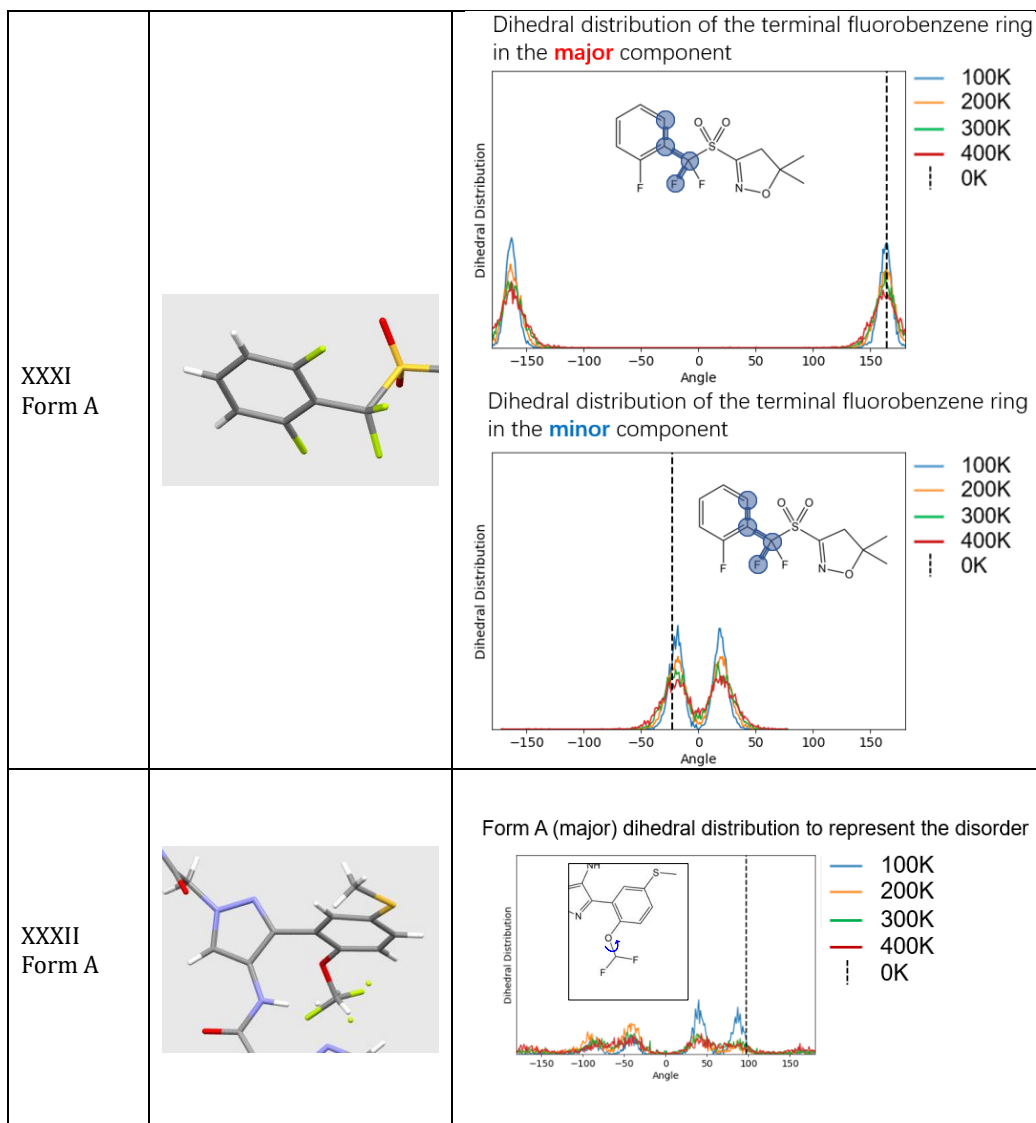 XXXI
Form A
Dihedral distribution of the terminal fluorobenzene ring
in the major component
Dihedral Distribution
O
O
S
F
F
F
N
O
100K
200K
300K
400K
0K
−150
−100
−50
0
50
100
150
Angle
Dihedral distribution of the terminal fluorobenzene ring
in the minor component
Dihedral Distribution
O
O
S
F
F
F
N
O
100K
200K
300K
400K
0K
−150
−100
−50
0
50
100
150
Angle
XXXII
Form A
Form A (major) dihedral distribution to represent the disorder
Dihedral Distribution
NH
S
N
O
F
F
100K
200K
300K
400K
0K
−150
−100
−50
0
50
100
150
Angle